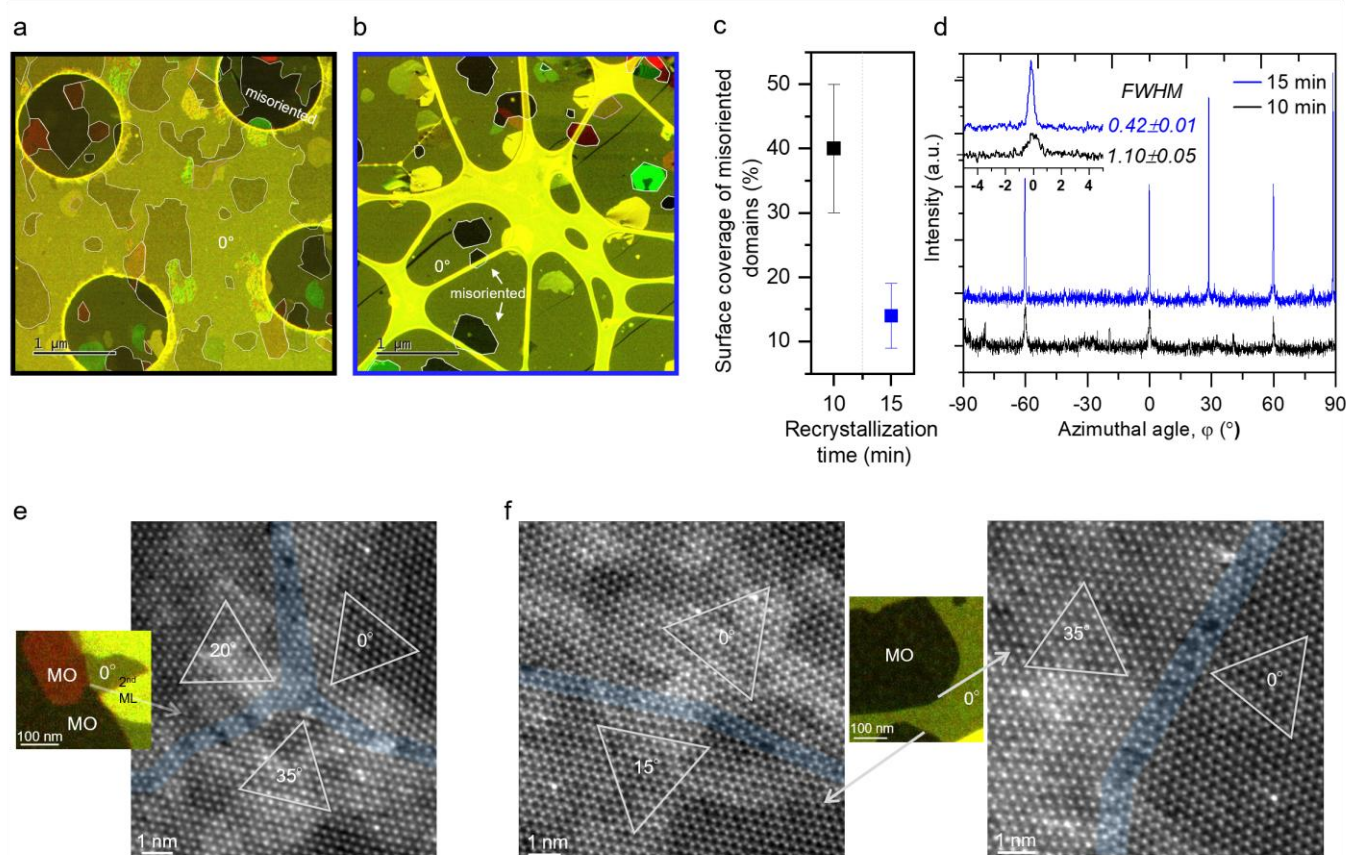 a
misoriented
0°
1 µm
b
0°
misoriented
1 µm
c
Surface coverage of misoriented
domains (%)
50
40
30
20
10
10 15
Recrystallization
time (min)
d
Intensity (a.u.)
FWHM
0.42±0.01
1.10±0.05
15 min
10 min
-4 -2 0 2 4
-90 -60 -30 0 30 60 90
Azimuthal agle, φ (°)
e
MO
0°
2nd
ML
MO
100 nm
20°
0°
35°
1 nm
f
0°
15°
1 nm
MO
0°
100 nm
35°
0°
1 nm